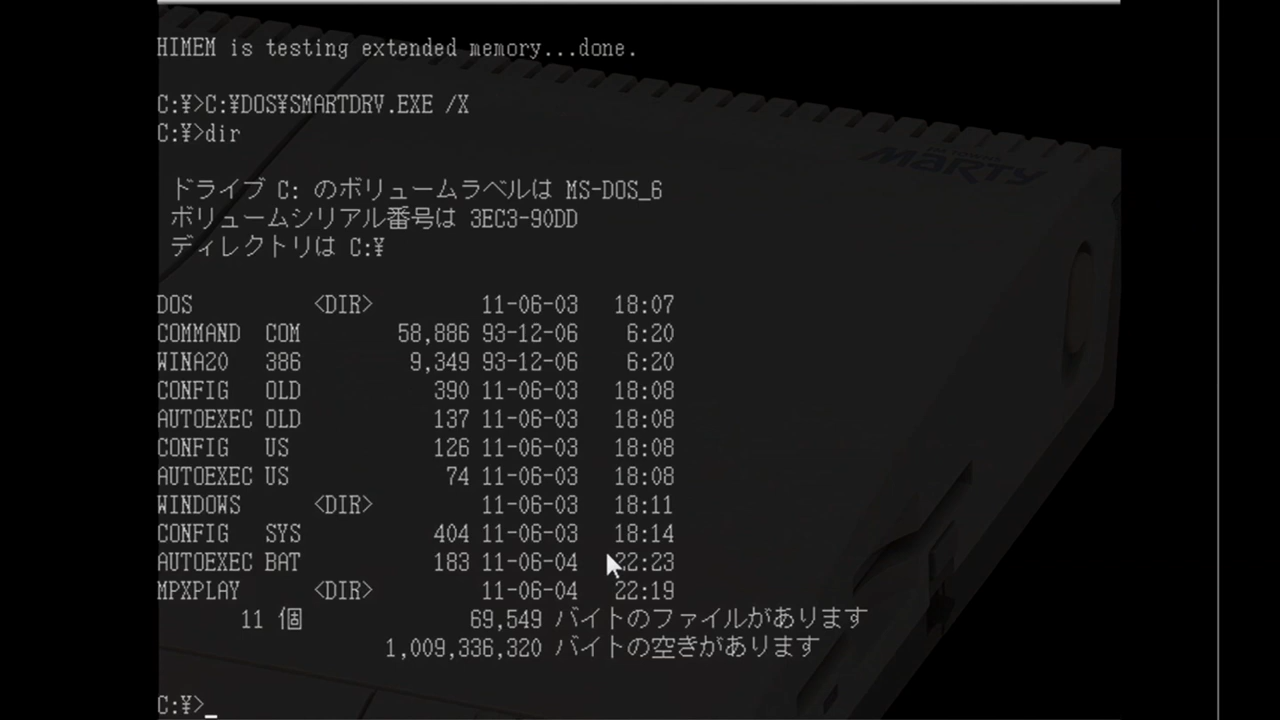 HIMEM is testing extended memory...done.
C:¥>C:¥DOS¥SMARTDRV.EXE /X
C:¥>dir
ドライブ C: のボリュームラベルは MS-DOS_6
ボリュームシリアル番号は 3EC3-90DD
ディレクトリは C:¥
DOS <DIR> 11-06-03 18:07
COMMAND COM 58,886 93-12-06 6:20
WINA20 386 9,349 93-12-06 6:20
CONFIG OLD 390 11-06-03 18:08
AUTOEXEC OLD 137 11-06-03 18:08
CONFIG US 126 11-06-03 18:08
AUTOEXEC US 74 11-06-03 18:08
WINDOWS <DIR> 11-06-03 18:11
CONFIG SYS 404 11-06-03 18:14
AUTOEXEC BAT 183 11-06-04 22:23
MPXPLAY <DIR> 11-06-04 22:19
11 個 69,549 バイトのファイルがあります
1,009,336,320 バイトの空きがあります
C:¥>_
MARTY